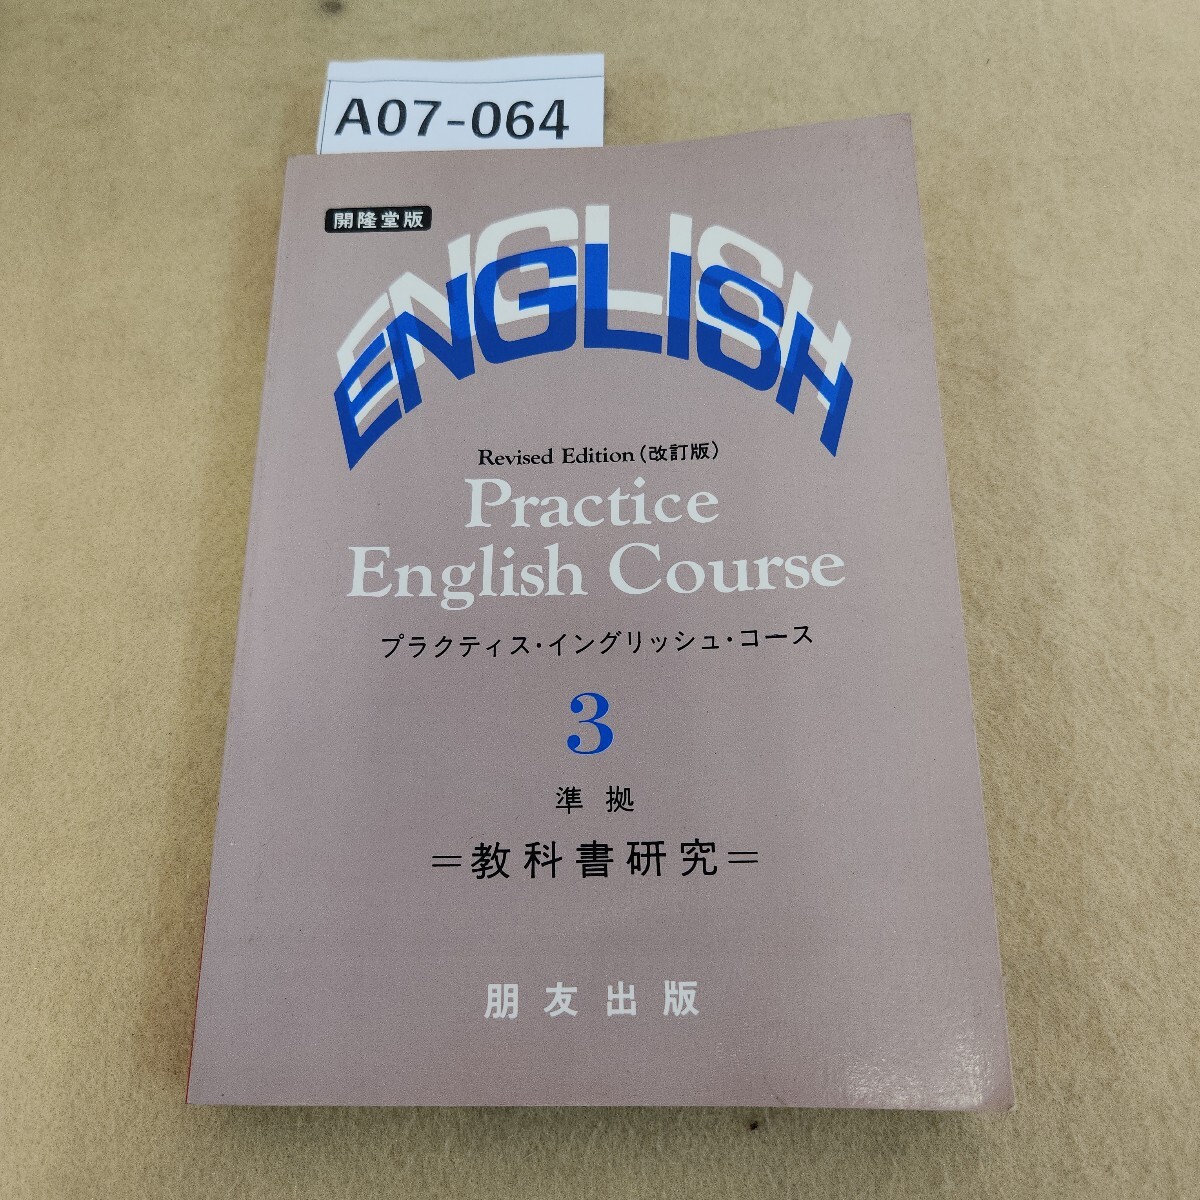 A07-064
開隆堂版
ENGLISH
ENGLISH
Revised Edition(改訂版)
Practice
English Course
プラクティス・イングリッシュ・コース
3
準拠
=教科書研究=
朋友出版